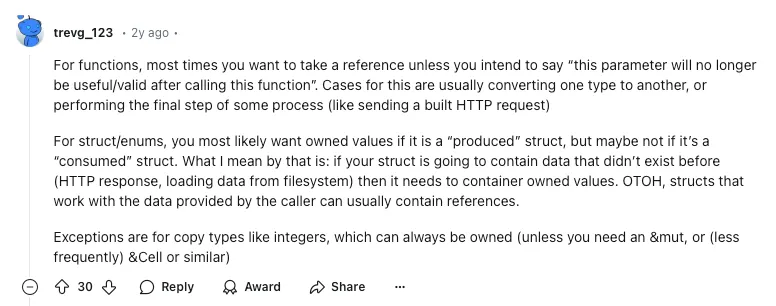 trevg_123 • 2y ago •
For functions, most times you want to take a reference unless you intend to say “this parameter will no longer
be useful/valid after calling this function”. Cases for this are usually converting one type to another, or
performing the final step of some process (like sending a built HTTP request)
For struct/enums, you most likely want owned values if it is a “produced” struct, but maybe not if it’s a
“consumed” struct. What I mean by that is: if your struct is going to contain data that didn’t exist before
(HTTP response, loading data from filesystem) then it needs to container owned values. OTOH, structs that
work with the data provided by the caller can usually contain references.
Exceptions are for copy types like integers, which can always be owned (unless you need an &mut, or (less
frequently) &Cell or similar)
30 Reply Award Share ...